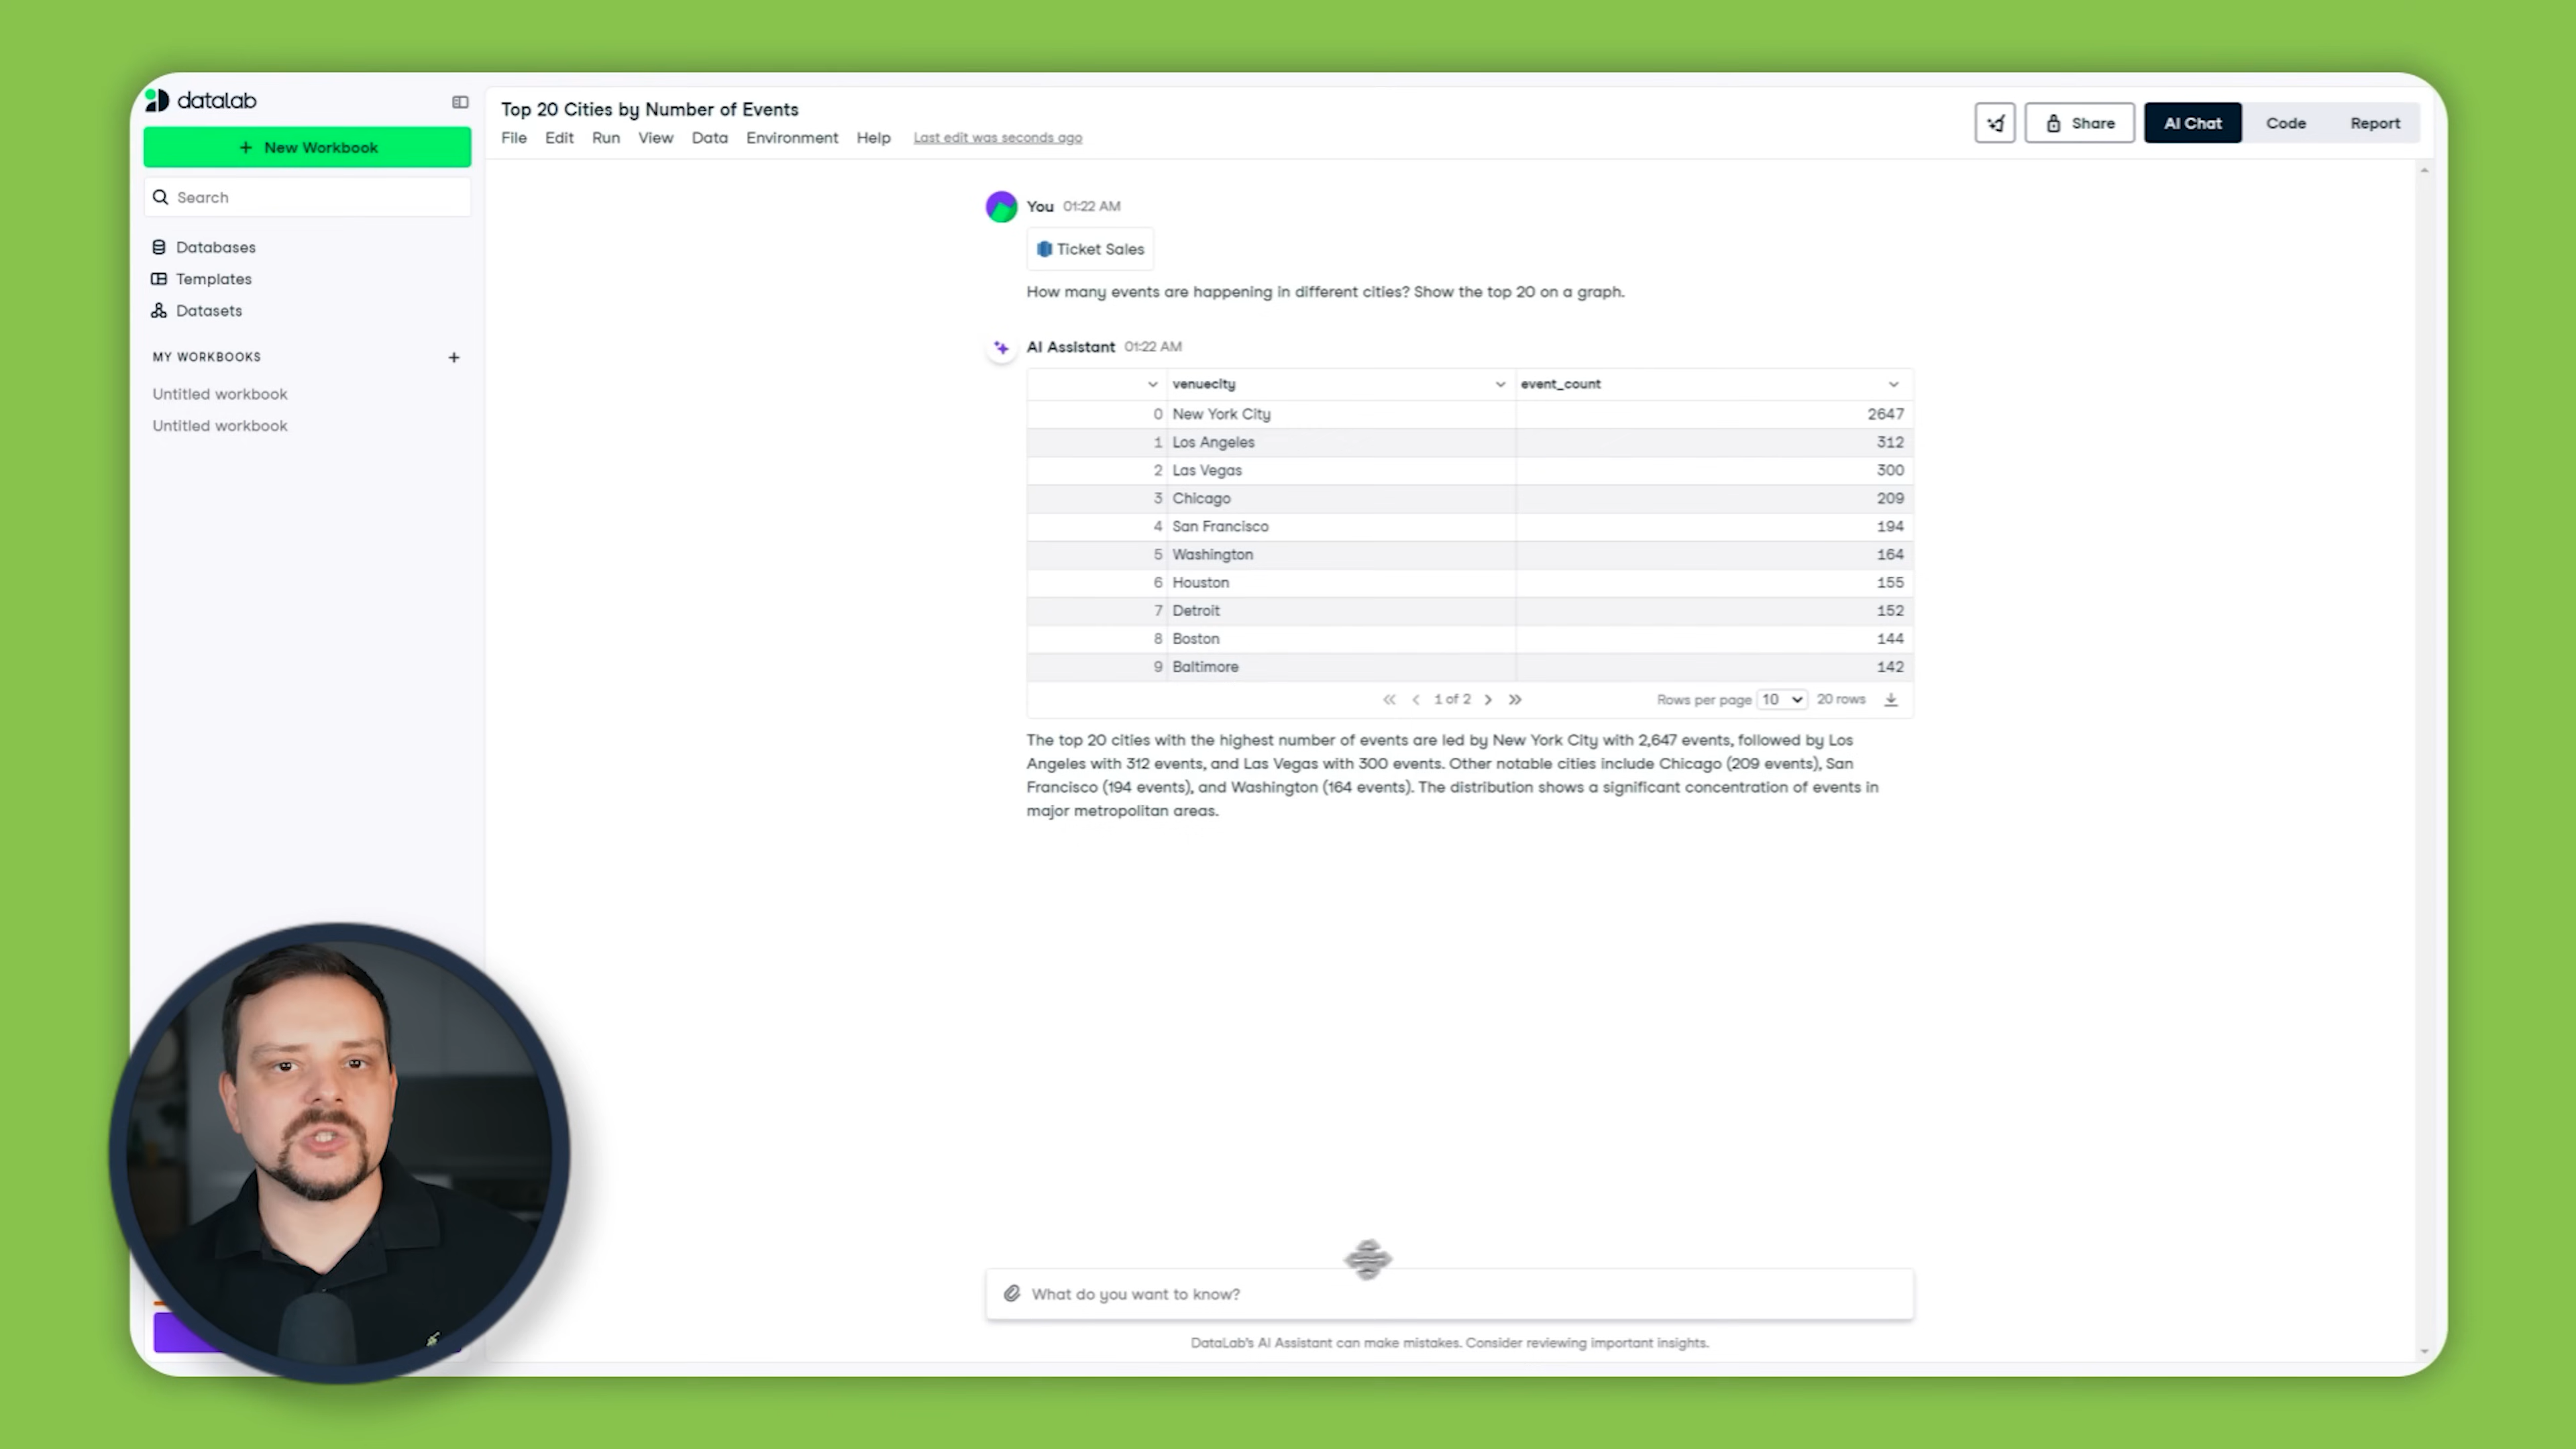 datalab
+ New Workbook
Search
Databases
Templates
Datasets
MY WORKBOOKS +
Untitled workbook
Untitled workbook
Top 20 Cities by Number of Events
File Edit Run View Data Environment Help Last edit was seconds ago
Share AI Chat Code Report
You 01:22 AM
Ticket Sales
How many events are happening in different cities? Show the top 20 on a graph.
AI Assistant 01:22 AM
venuecity event_count
0 New York City 2647
1 Los Angeles 312
2 Las Vegas 300
3 Chicago 209
4 San Francisco 194
5 Washington 164
6 Houston 155
7 Detroit 152
8 Boston 144
9 Baltimore 142
1 of 2 Rows per page 10 20 rows
The top 20 cities with the highest number of events are led by New York City with 2,647 events, followed by Los
Angeles with 312 events, and Las Vegas with 300 events. Other notable cities include Chicago (209 events), San
Francisco (194 events), and Washington (164 events). The distribution shows a significant concentration of events in
major metropolitan areas.
What do you want to know?
DataLab's AI Assistant can make mistakes. Consider reviewing important insights.